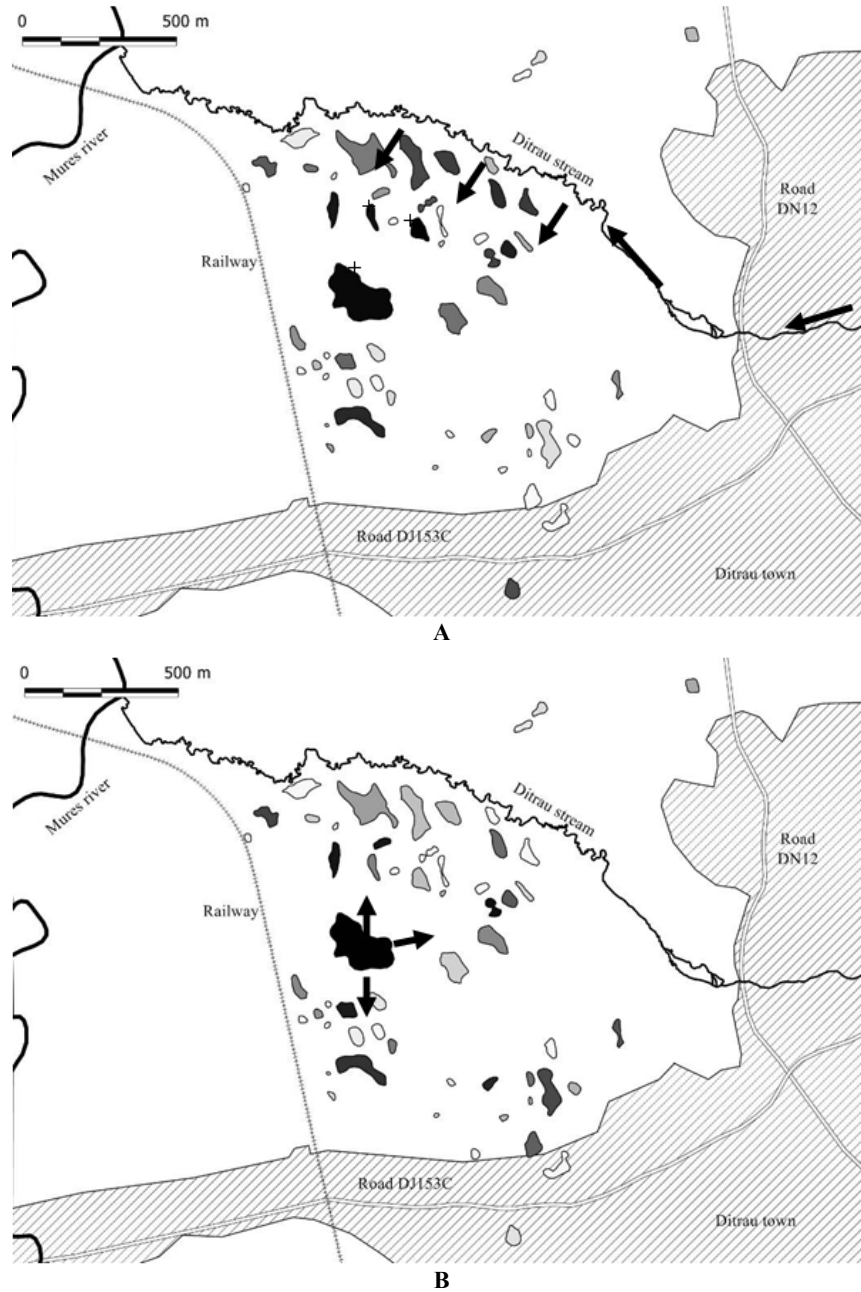 0 500 m
Mures river
Ditrau stream
Road
DN12
Railway
Road DJ153C
Ditrau town
A
0 500 m
Mures river
Ditrau stream
Road
DN12
Railway
Road DJ153C
Ditrau town
B